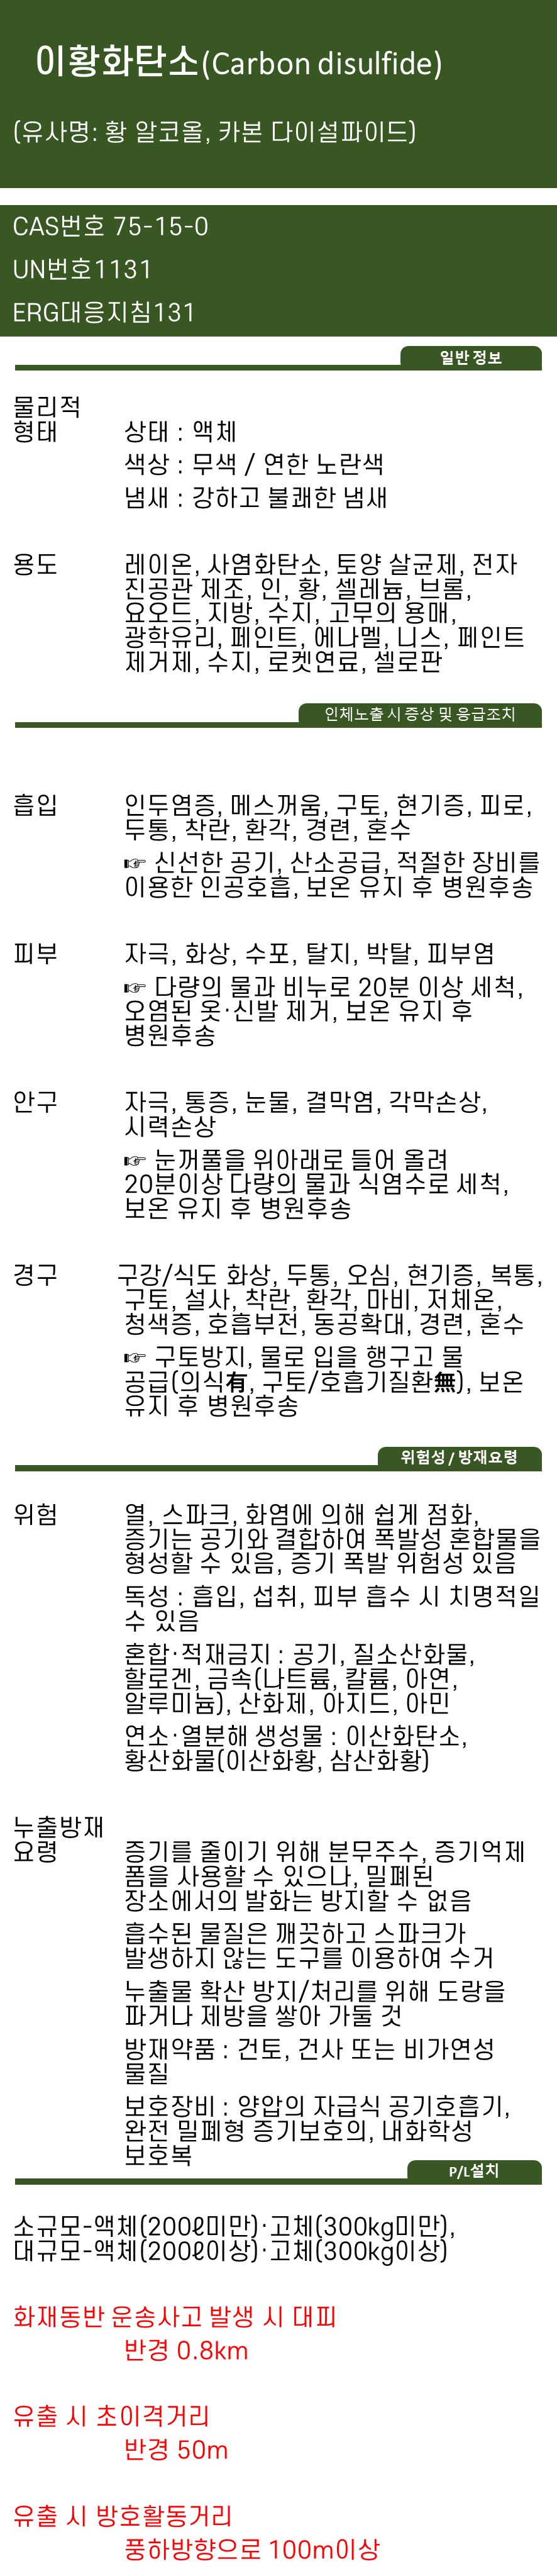 이황화탄소(Carbon disulfide)
(유사명: 황 알코올, 카본 다이설파이드)
CAS번호 75-15-0
UN번호1131
ERG대응지침131
일반 정보
물리적
형태 상태 : 액체
색상 : 무색 / 연한 노란색
냄새 : 강하고 불쾌한 냄새
용도 레이온, 사염화탄소, 토양 살균제, 전자
진공관 제조, 인, 황, 셀레늄, 브롬,
요오드, 지방, 수지, 고무의 용매,
광학유리, 페인트, 에나멜, 니스, 페인트
제거제, 수지, 로켓연료, 셀로판
인체노출 시 증상 및 응급조치
흡입 인두염증, 메스꺼움, 구토, 현기증, 피로,
두통, 착란, 환각, 경련, 혼수
☞ 신선한 공기, 산소공급, 적절한 장비를
이용한 인공호흡, 보온 유지 후 병원후송
피부 자극, 화상, 수포, 탈지, 박탈, 피부염
☞ 다량의 물과 비누로 20분 이상 세척,
오염된 옷·신발 제거, 보온 유지 후
병원후송
안구 자극, 통증, 눈물, 결막염, 각막손상,
시력손상
☞ 눈꺼풀을 위아래로 들어 올려
20분이상 다량의 물과 식염수로 세척,
보온 유지 후 병원후송
경구 구강/식도 화상, 두통, 오심, 현기증, 복통,
구토, 설사, 착란, 환각, 마비, 저체온,
청색증, 호흡부전, 동공확대, 경련, 혼수
☞ 구토방지, 물로 입을 행구고 물
공급(의식有, 구토/호흡기질환無), 보온
유지 후 병원후송
위험성 / 방재요령
위험 열, 스파크, 화염에 의해 쉽게 점화,
증기는 공기와 결합하여 폭발성 혼합물을
형성할 수 있음, 증기 폭발 위험성 있음
독성 : 흡입, 섭취, 피부 흡수 시 치명적일
수 있음
혼합·적재금지 : 공기, 질소산화물,
할로겐, 금속(나트륨, 칼륨, 아연,
알루미늄), 산화제, 아지드, 아민
연소·열분해 생성물 : 이산화탄소,
황산화물(이산화황, 삼산화황)
누출방재
요령 증기를 줄이기 위해 분무주수, 증기억제
폼을 사용할 수 있으나, 밀폐된
장소에서의 발화는 방지할 수 없음
흡수된 물질은 깨끗하고 스파크가
발생하지 않는 도구를 이용하여 수거
누출물 확산 방지/처리를 위해 도랑을
파거나 제방을 쌓아 가둘 것
방재약품 : 건토, 건사 또는 비가연성
물질
보호장비 : 양압의 자급식 공기호흡기,
완전 밀폐형 증기보호의, 내화학성
보호복
P/L설치
소규모-액체(200ℓ미만)·고체(300kg미만),
대규모-액체(200ℓ이상)·고체(300kg이상)
화재동반 운송사고 발생 시 대피
반경 0.8km
유출 시 초이격거리
반경 50m
유출 시 방호활동거리
풍하방향으로 100m이상